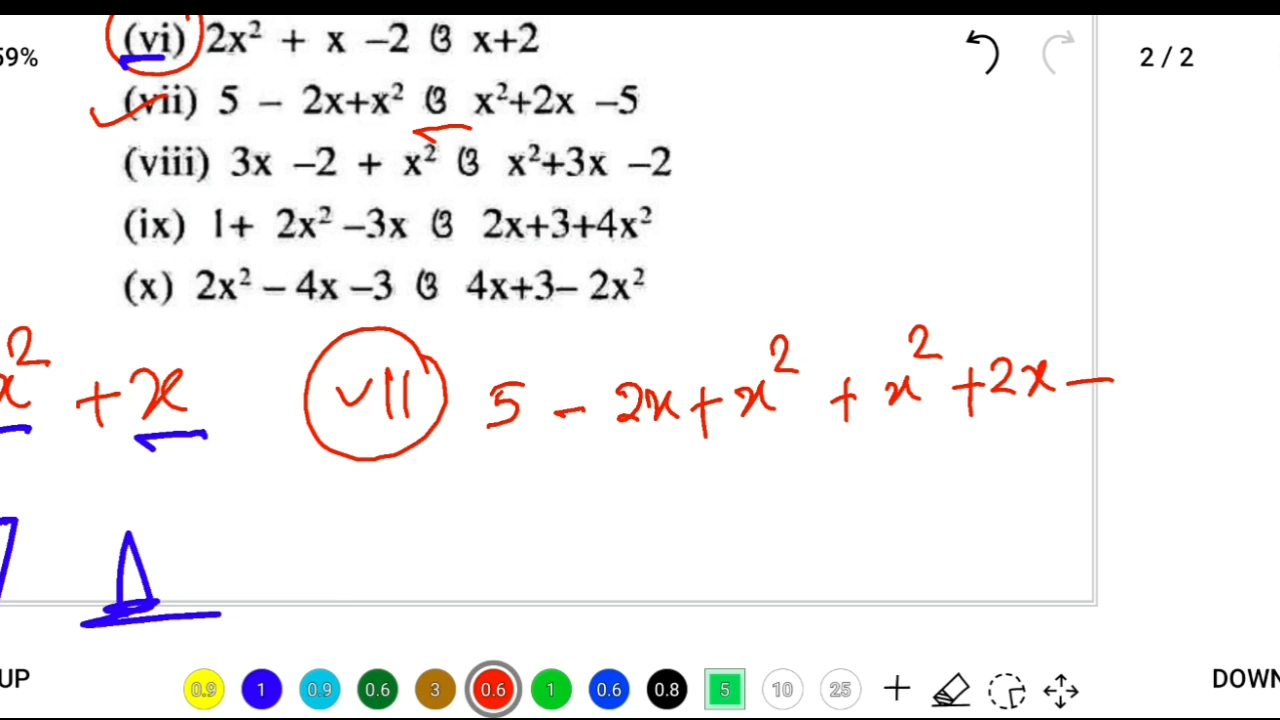 (vi) 2x² + x –2 ও x+2
59%
2 / 2
(vii) 5 – 2x+x² ও x²+2x –5
(viii) 3x –2 + x² ও x²+3x –2
(ix) 1+ 2x² –3x ও 2x+3+4x²
(x) 2x² – 4x –3 ও 4x+3– 2x²
x² + x
VII 5 - 2x + x² + x² + 2x -
UP
0.9 1 0.9 0.6 3 0.6 1 0.6 0.8 5 10 25 +
DOWN